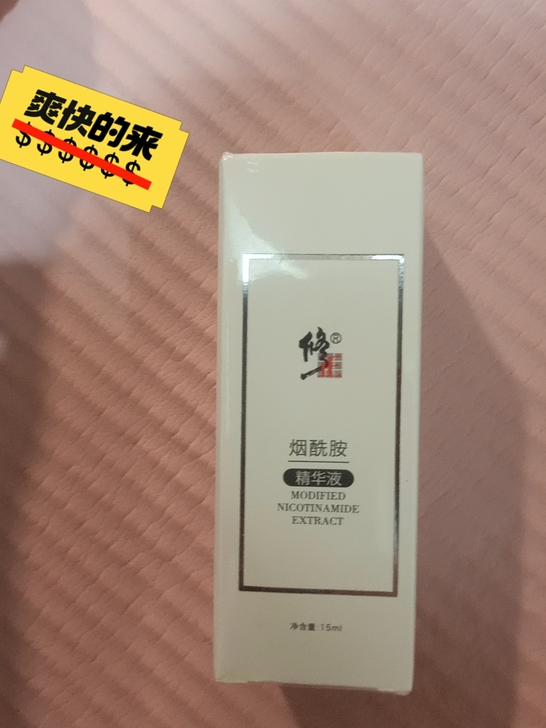 爽快的来
$$$$$$
修®
烟酰胺
精华液
MODIFIED
NICOTINAMIDE
EXTRACT
净含量:15ml